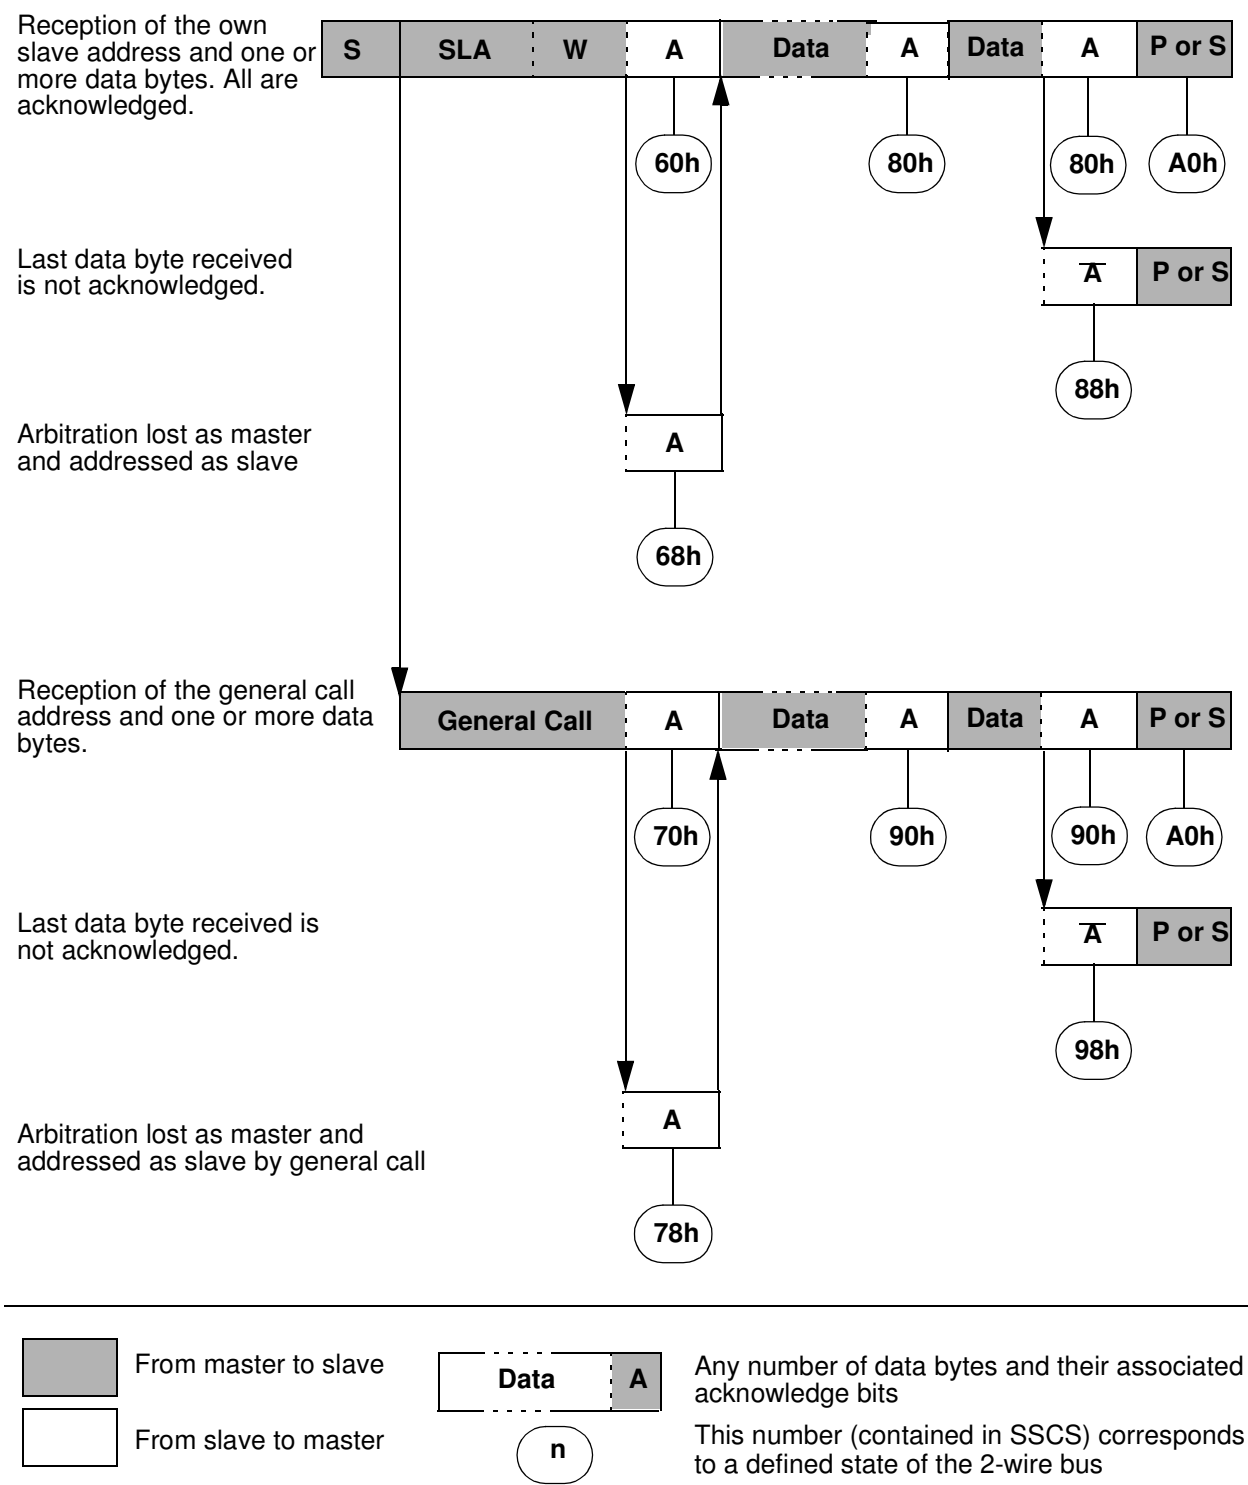 Reception of the own
slave address and one or
more data bytes. All are
acknowledged.
S SLA W A Data A Data A P or S
60h 80h 80h A0h
Last data byte received
is not acknowledged.
A̅ P or S
88h
Arbitration lost as master
and addressed as slave
A
68h
Reception of the general call
address and one or more data
bytes.
General Call A Data A Data A P or S
70h 90h 90h A0h
Last data byte received is
not acknowledged.
A̅ P or S
98h
Arbitration lost as master and
addressed as slave by general call
A
78h
From master to slave
From slave to master
Data A
n
Any number of data bytes and their associated
acknowledge bits
This number (contained in SSCS) corresponds
to a defined state of the 2-wire bus